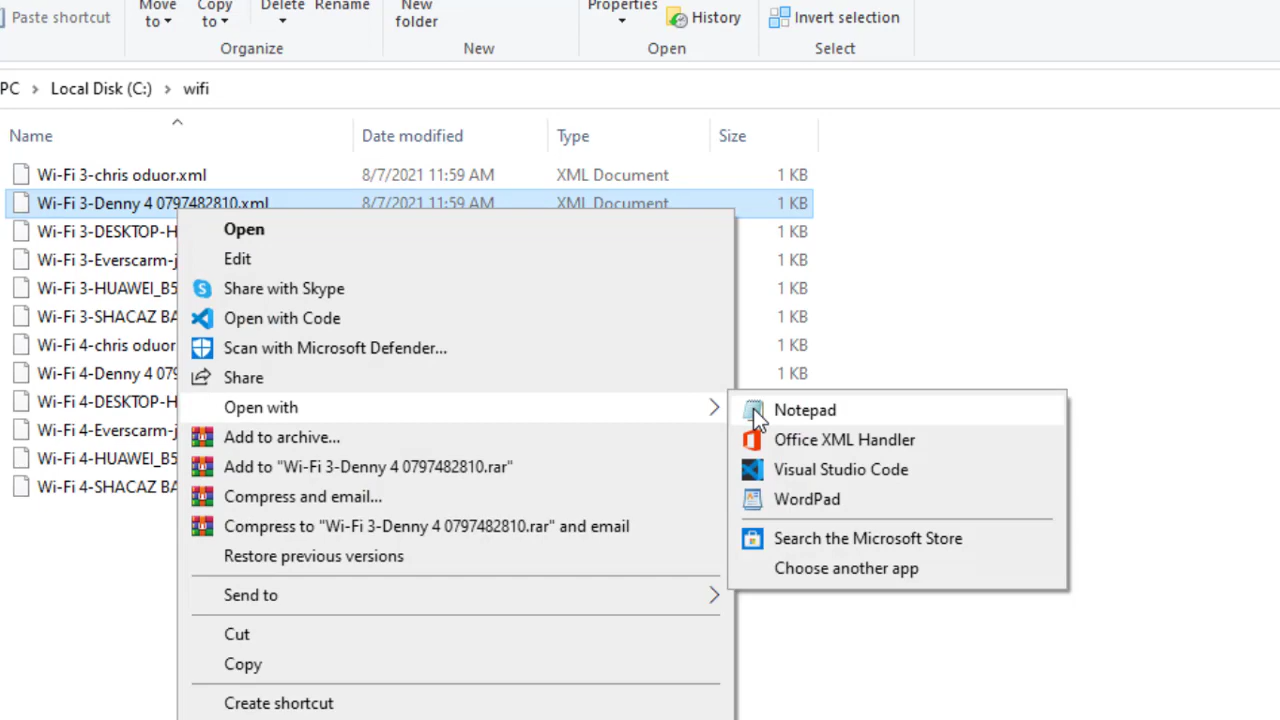 Paste shortcut
Move to
Copy to
Delete
Rename
Organize
New folder
New
Properties
History
Open
Invert selection
Select
PC > Local Disk (C:) > wifi
Name Date modified Type Size
Wi-Fi 3-chris oduor.xml 8/7/2021 11:59 AM XML Document 1 KB
Wi-Fi 3-Denny 4 0797482810.xml 8/7/2021 11:59 AM XML Document 1 KB
Wi-Fi 3-DESKTOP-H 1 KB
Wi-Fi 3-Everscarm-j 1 KB
Wi-Fi 3-HUAWEI_B5 1 KB
Wi-Fi 3-SHACAZ BA 1 KB
Wi-Fi 4-chris oduor 1 KB
Wi-Fi 4-Denny 4 079 1 KB
Wi-Fi 4-DESKTOP-H
Wi-Fi 4-Everscarm-j
Wi-Fi 4-HUAWEI_B5
Wi-Fi 4-SHACAZ BA
Open
Edit
Share with Skype
Open with Code
Scan with Microsoft Defender...
Share
Open with
Add to archive...
Add to "Wi-Fi 3-Denny 4 0797482810.rar"
Compress and email...
Compress to "Wi-Fi 3-Denny 4 0797482810.rar" and email
Restore previous versions
Send to
Cut
Copy
Create shortcut
Notepad
Office XML Handler
Visual Studio Code
WordPad
Search the Microsoft Store
Choose another app